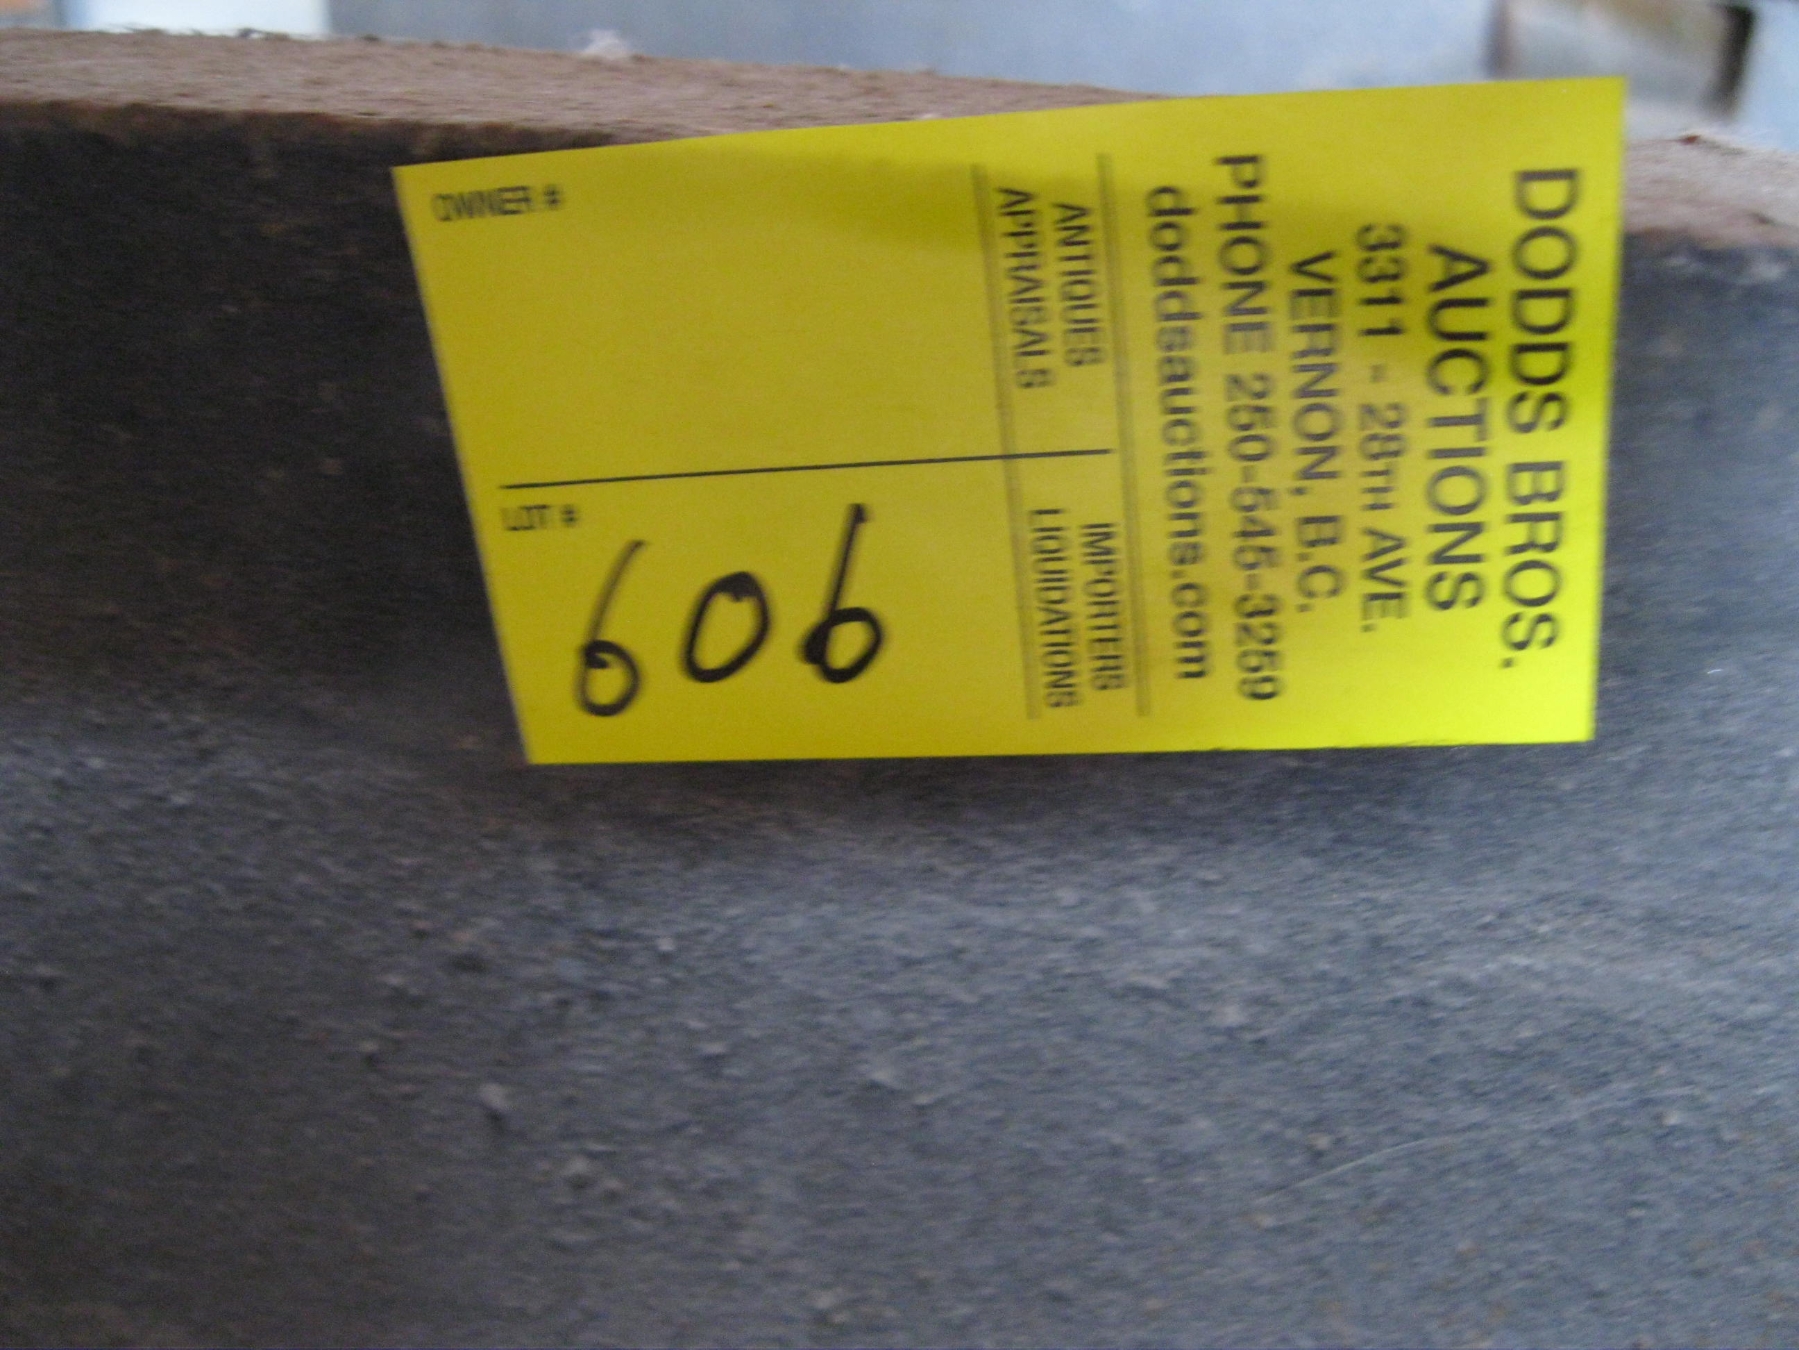 DODDS BROS.
AUCTIONS
3311 - 28TH AVE.
VERNON, B.C.
PHONE 250-545-3259
doddsauctions.com
ANTIQUES IMPORTERS
APPRAISALS LIQUIDATIONS
OWNER #
LOT #
606